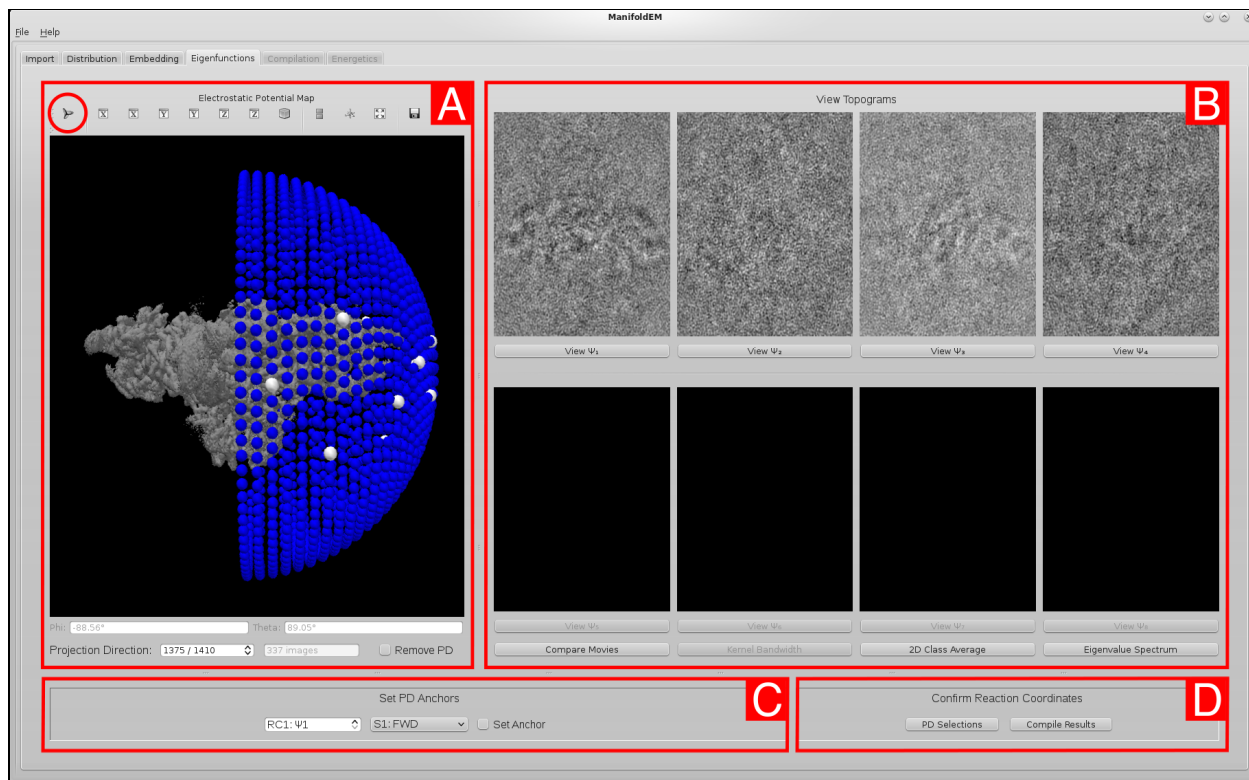 ManifoldEM
File Help
Import Distribution Embedding Eigenfunctions Compilation Energetics
A
Electrostatic Potential Map
X X Y Y Z Z
Phi: -88.56° Theta: 89.05°
Projection Direction: 1375 / 1410 337 images Remove PD
B
View Topograms
View Ψ₁ View Ψ₂ View Ψ₃ View Ψ₄
View Ψ₅ View Ψ₆ View Ψ₇ View Ψ₈
Compare Movies Kernel Bandwidth 2D Class Average Eigenvalue Spectrum
C
Set PD Anchors
RC1: Ψ1 S1: FWD Set Anchor
D
Confirm Reaction Coordinates
PD Selections Compile Results